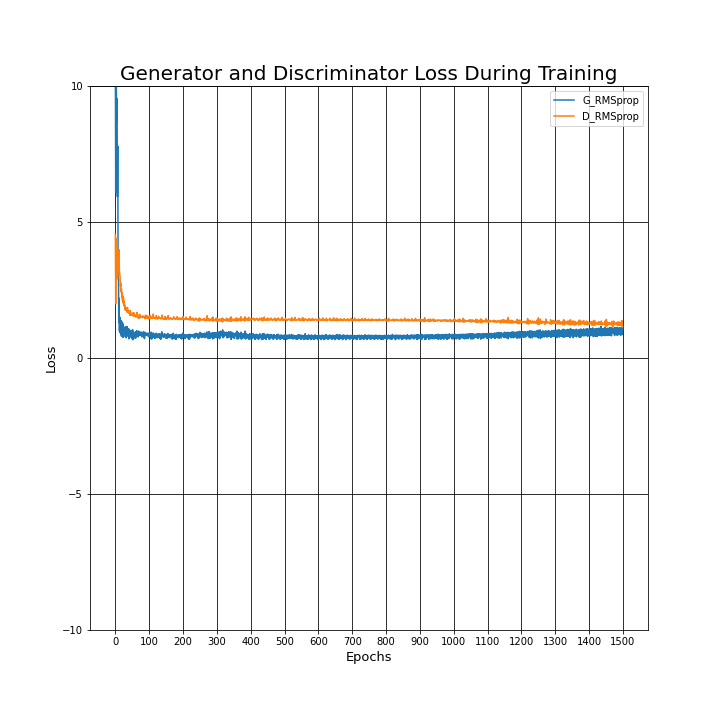 Generator and Discriminator Loss During Training
G_RMSprop
D_RMSprop
10
5
0
−5
−10
Loss
0 100 200 300 400 500 600 700 800 900 1000 1100 1200 1300 1400 1500
Epochs